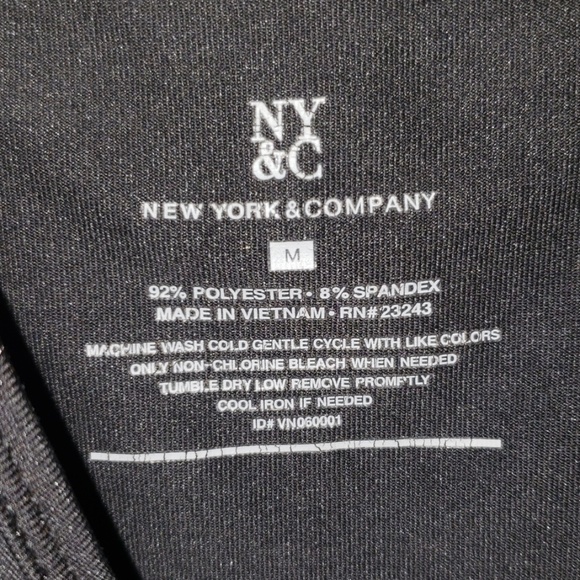 NY
&C
NEW YORK & COMPANY
M
92% POLYESTER • 8% SPANDEX
MADE IN VIETNAM • RN# 23243
MACHINE WASH COLD GENTLE CYCLE WITH LIKE COLORS
ONLY NON-CHLORINE BLEACH WHEN NEEDED
TUMBLE DRY LOW REMOVE PROMPTLY
COOL IRON IF NEEDED
ID# VN060001